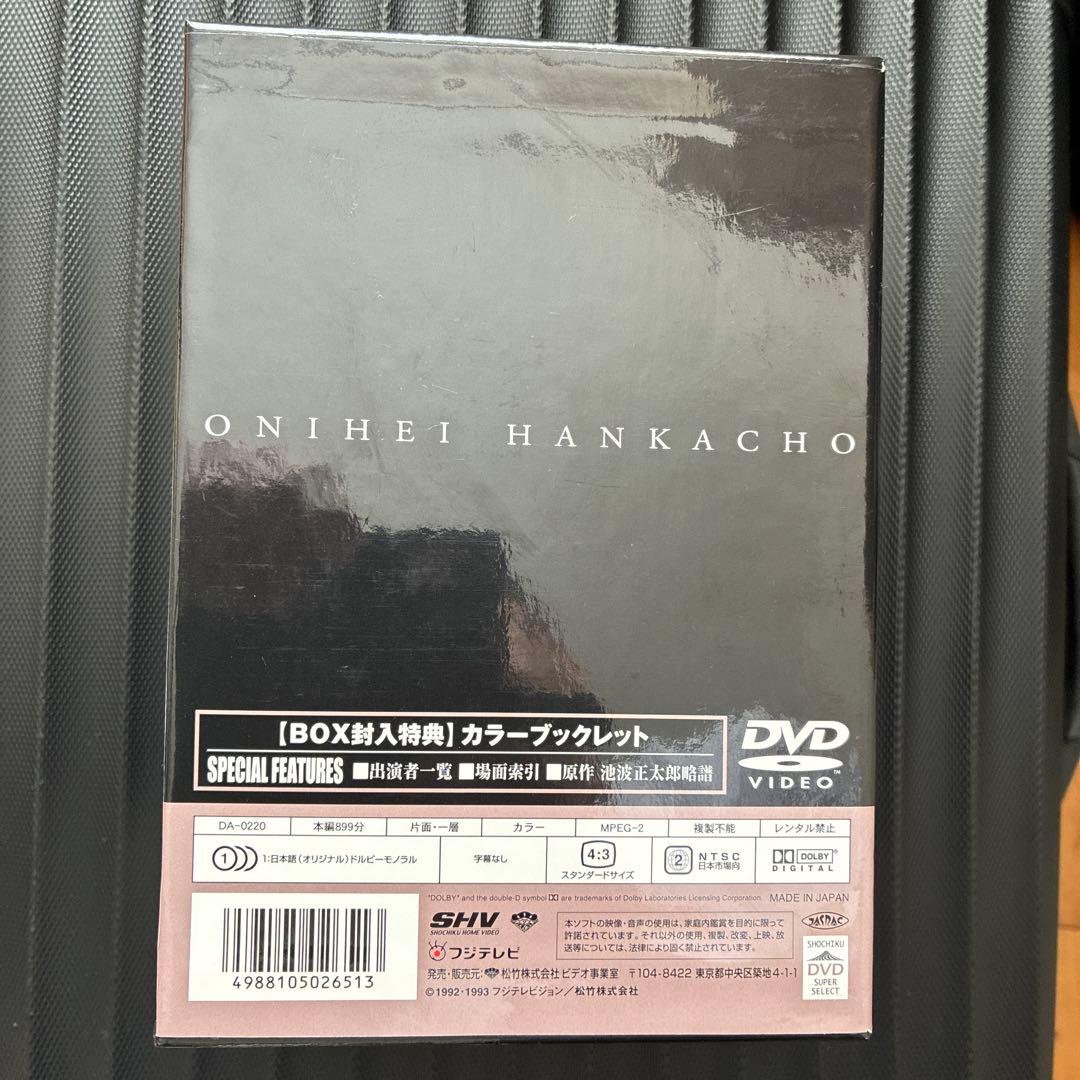 ONIHEI HANKACHO
【BOX封入特典】カラーブックレット
SPECIAL FEATURES ■出演者一覧 ■場面索引 ■原作 池波正太郎略譜
DVD
VIDEO™
DA-0220 本編899分 片面・一層 カラー MPEG-2 複製不能 レンタル禁止
1))) 1:日本語(オリジナル)ドルビーモノラル
字幕なし
4:3
スタンダードサイズ
2
NTSC
日本市場向
DOLBY
DIGITAL
"DOLBY" and the double-D symbol are trademarks of Dolby Laboratories Licensing Corporation. MADE IN JAPAN
4988105026513
SHV
SHOCHIKU HOME VIDEO
フジテレビ
本ソフトの映像・音声の使用は、家庭内鑑賞を目的に限って
許諾されています。それ以外の使用、複製、改変、上映、放
送等については、法律により固く禁止されています。
JASRAC
SHOCHIKU
DVD
SUPER
SELECT
発売・販売元: 松竹株式会社 ビデオ事業室 〒104-8422 東京都中央区築地4-1-1
©1992・1993 フジテレビジョン/松竹株式会社